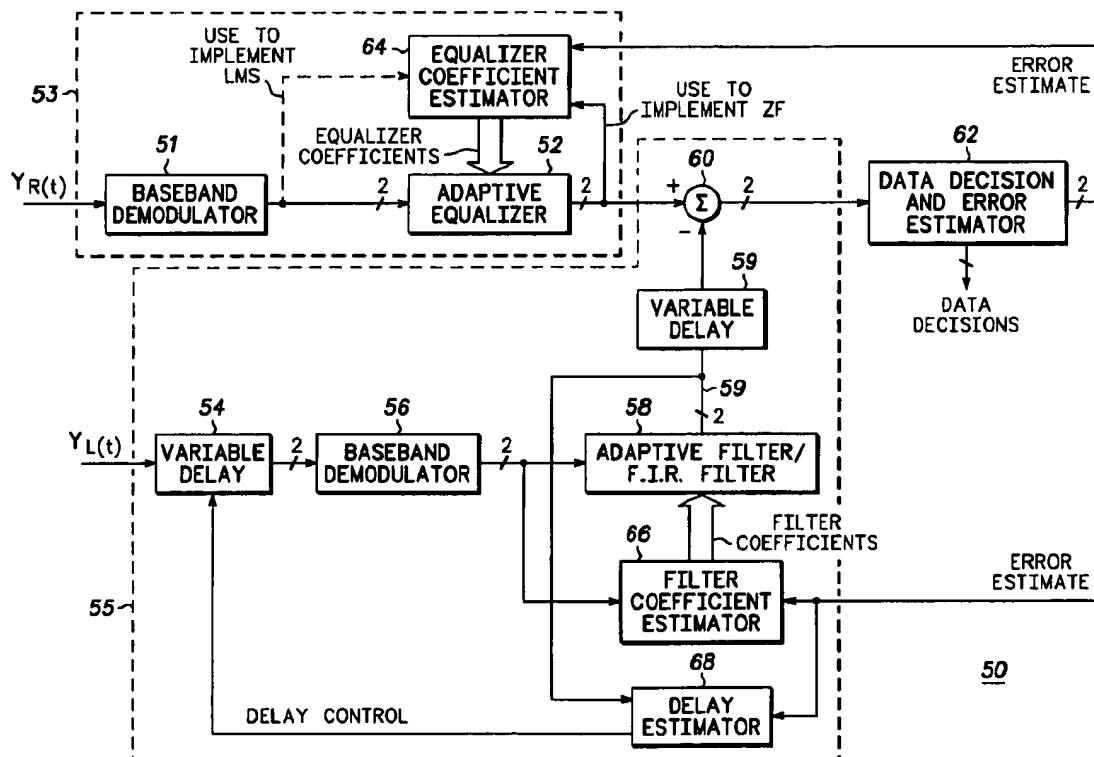 64
EQUALIZER
COEFFICIENT
ESTIMATOR
USE TO
IMPLEMENT
LMS
ERROR
ESTIMATE
53
USE TO
IMPLEMENT ZF
EQUALIZER
COEFFICIENTS
51
52
60
62
YR(t)
BASEBAND
DEMODULATOR
2
ADAPTIVE
EQUALIZER
2
+
Σ
−
2
DATA DECISION
AND ERROR
ESTIMATOR
2
DATA
DECISIONS
59
VARIABLE
DELAY
59
2
54
56
58
YL(t)
VARIABLE
DELAY
2
BASEBAND
DEMODULATOR
2
ADAPTIVE FILTER/
F.I.R. FILTER
FILTER
COEFFICIENTS
66
FILTER
COEFFICIENT
ESTIMATOR
ERROR
ESTIMATE
55
68
DELAY
ESTIMATOR
DELAY CONTROL
50